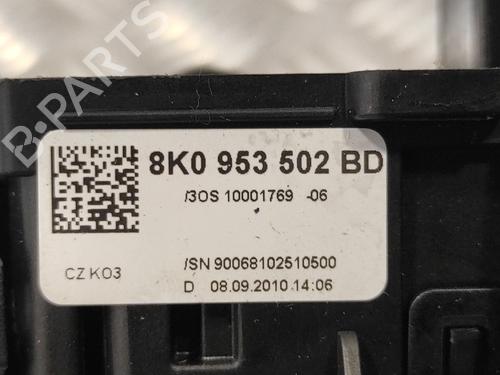 8K0 953 502 BD
/3OS 10001769 -06
CZ K03
/SN 90068102510500
D 08.09.2010 14:06
B-PARTS